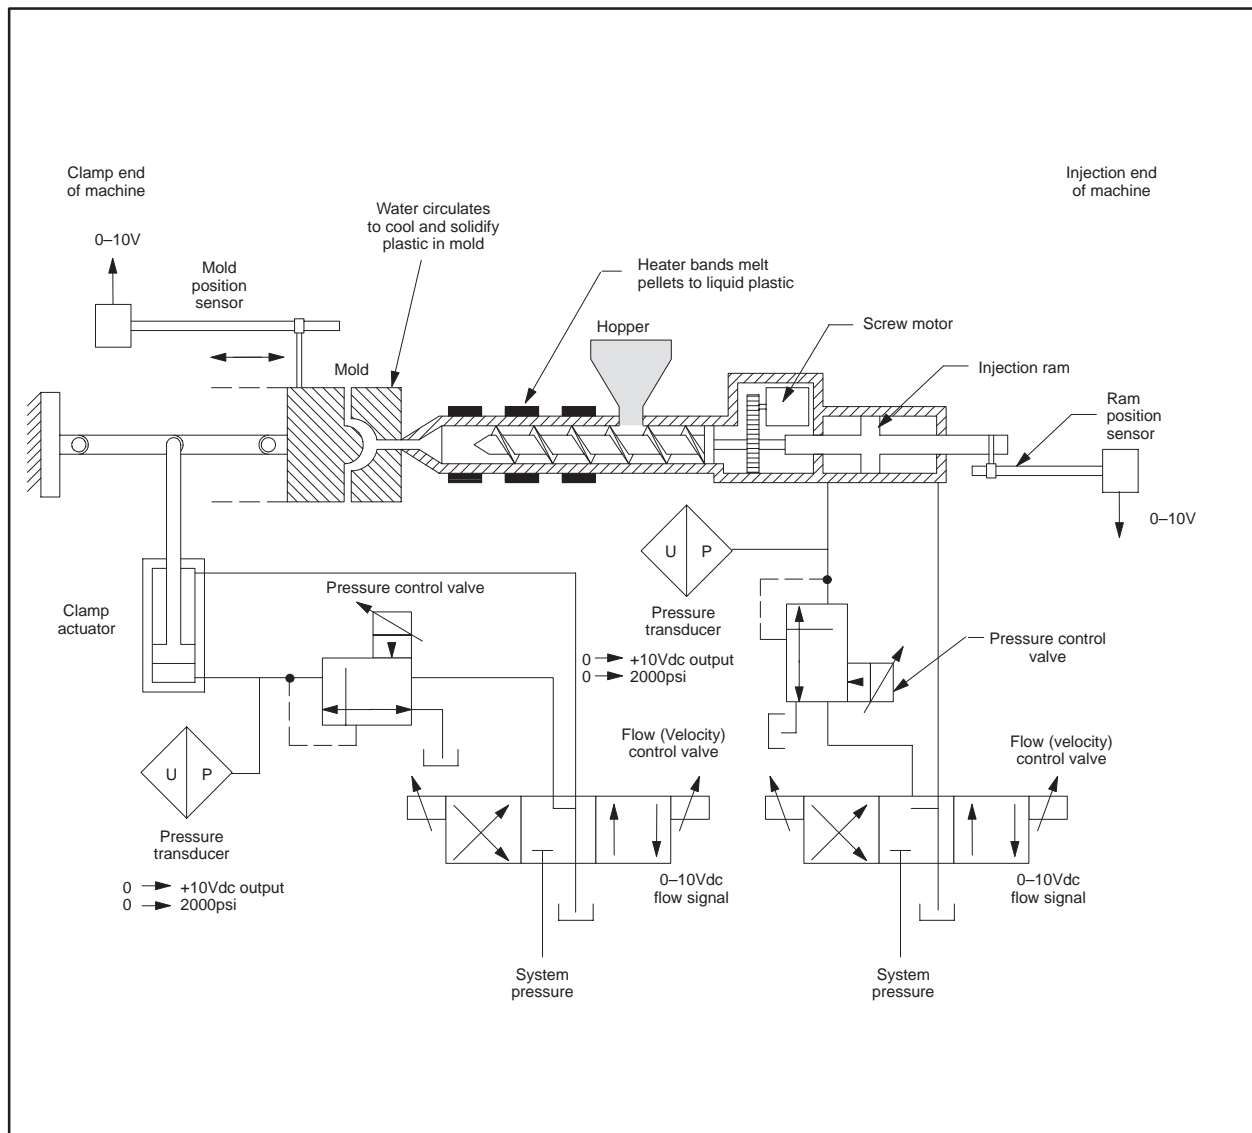 Clamp end
of machine
Injection end
of machine
Water circulates
to cool and solidify
plastic in mold
0–10V
Mold
position
sensor
Heater bands melt
pellets to liquid plastic
Hopper
Screw motor
Mold
Injection ram
Ram
position
sensor
0–10V
U P
Pressure
transducer
0 +10Vdc output
0 2000psi
Clamp
actuator
Pressure control valve
Pressure control
valve
Flow (Velocity)
control valve
Flow (velocity)
control valve
U P
Pressure
transducer
0 +10Vdc output
0 2000psi
0–10Vdc
flow signal
0–10Vdc
flow signal
System
pressure
System
pressure